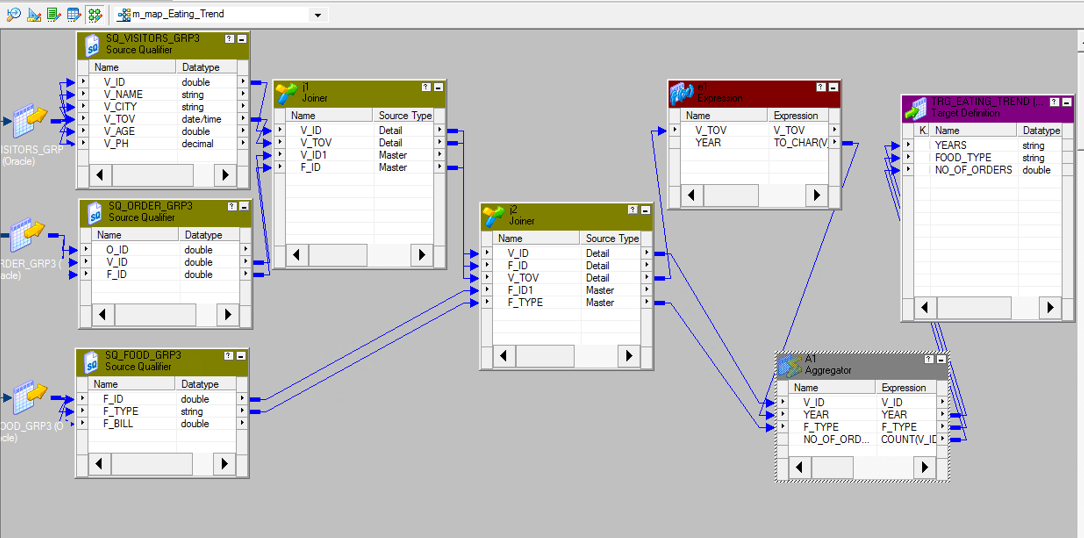 m_map_Eating_Trend
SQ_VISITORS_GRP3
Source Qualifier
Name Datatype
V_ID double
V_NAME string
V_CITY string
V_TOV date/time
V_AGE double
V_PH decimal
ISITORS_GRP
(Oracle)
j1
Joiner
Name Source Type
V_ID Detail
V_TOV Detail
V_ID1 Master
F_ID Master
SQ_ORDER_GRP3
Source Qualifier
Name Datatype
O_ID double
V_ID double
F_ID double
RDER_GRP3 (
acle)
SQ_FOOD_GRP3
Source Qualifier
Name Datatype
F_ID double
F_TYPE string
F_BILL double
OOD_GRP3 (O
cle)
j2
Joiner
Name Source Type
V_ID Detail
F_ID Detail
V_TOV Detail
F_ID1 Master
F_TYPE Master
Expression
Name Expression
V_TOV V_TOV
YEAR TO_CHAR(V
TRG_EATING_TREND (...
Target Definition
K Name Datatype
YEARS string
FOOD_TYPE string
NO_OF_ORDERS double
A1
Aggregator
Name Expression
V_ID V_ID
YEAR YEAR
F_TYPE F_TYPE
NO_OF_ORD... COUNT(V_ID